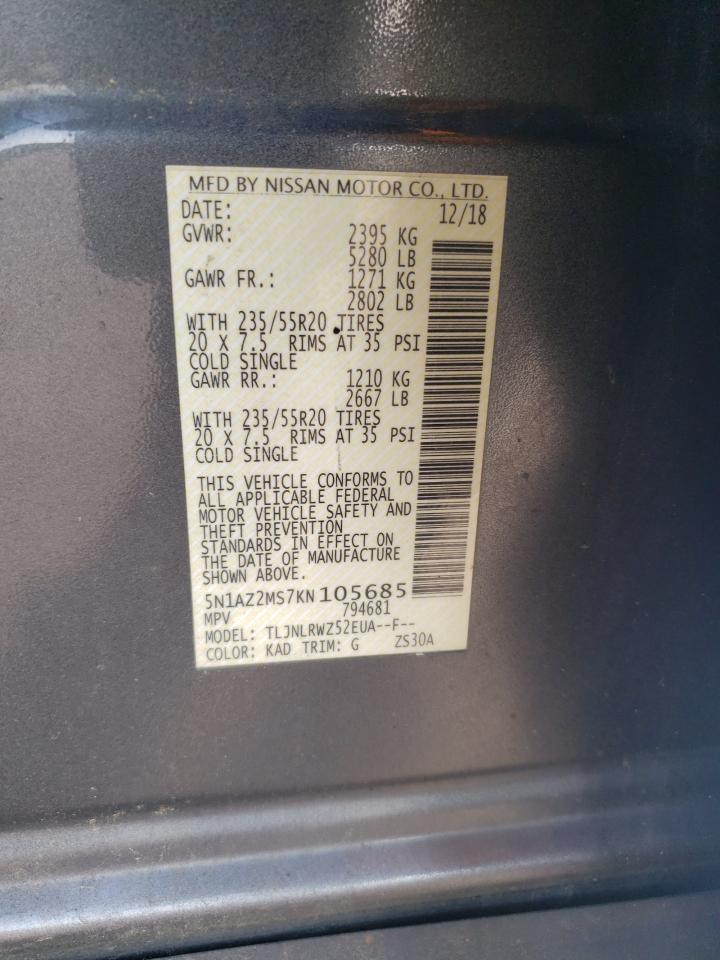 MFD BY NISSAN MOTOR CO., LTD.
DATE: 12/18
GVWR: 2395 KG
5280 LB
GAWR FR.: 1271 KG
2802 LB
WITH 235/55R20 TIRES
20 X 7.5 RIMS AT 35 PSI
COLD SINGLE
GAWR RR.: 1210 KG
2667 LB
WITH 235/55R20 TIRES
20 X 7.5 RIMS AT 35 PSI
COLD SINGLE
THIS VEHICLE CONFORMS TO
ALL APPLICABLE FEDERAL
MOTOR VEHICLE SAFETY AND
THEFT PREVENTION
STANDARDS IN EFFECT ON
THE DATE OF MANUFACTURE
SHOWN ABOVE.
5N1AZ2MS7KN105685
MPV 794681
MODEL: TLJNLRWZ52EUA--F--
COLOR: KAD TRIM: G ZS30A